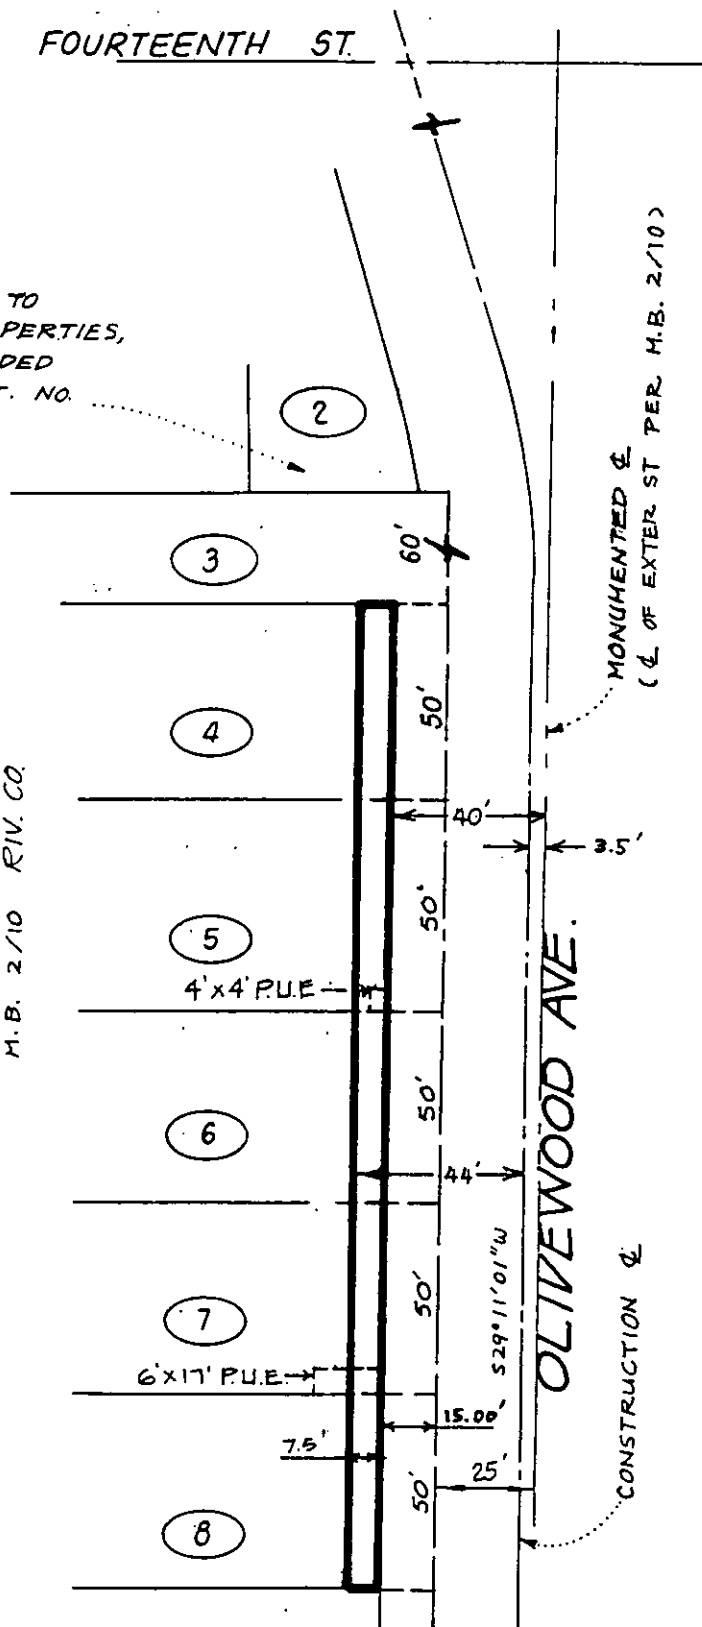 FOURTEENTH ST.
TO
PERTIES,
DED
T. NO.
2
3
60'
MONUMENTED ℄
(℄ OF EXTER ST PER M.B. 2/10)
4
50'
40'
3.5'
M.B. 2/10 RIV. CO.
5
50'
4'x4' P.U.E
6
50'
44'
OLIVEWOOD AVE.
S29°11'01"W
7
50'
6'x17' P.U.E.
15.00'
7.5'
25'
50'
CONSTRUCTION ℄
8